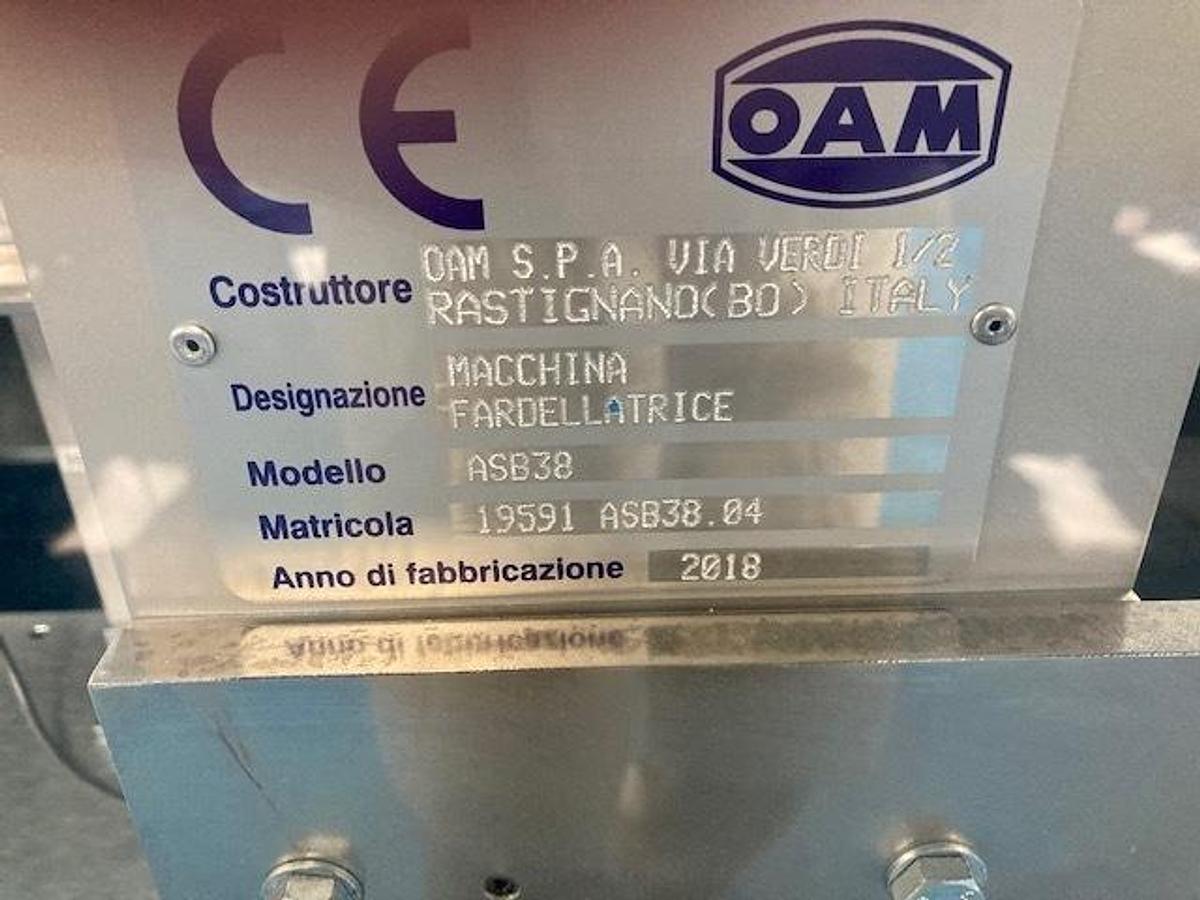 CE
OAM
Costruttore OAM S.P.A. VIA VERDI 1/2
RASTIGNANO(BO) ITALY
Designazione MACCHINA
FARDELLATRICE
Modello ASB38
Matricola 19591 ASB38.04
Anno di fabbricazione 2018